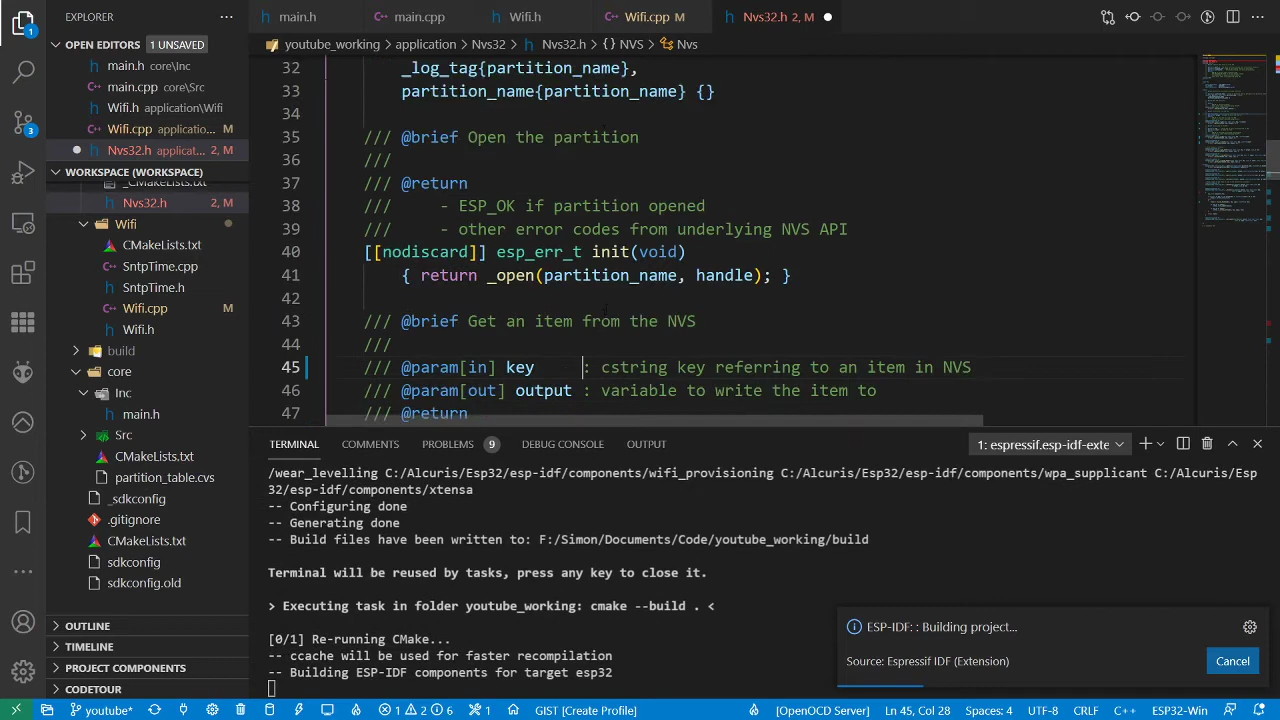 EXPLORER
main.h
main.cpp
Wifi.h
Wifi.cpp M
Nvs32.h 2, M
OPEN EDITORS 1 UNSAVED
main.h core\Inc
main.cpp core\Src
Wifi.h application\Wifi
Wifi.cpp applicatio... M
Nvs32.h applicat... 2, M
WORKSPACE (WORKSPACE)
CMakeLists.txt
Nvs32.h 2, M
Wifi
CMakeLists.txt
SntpTime.cpp
SntpTime.h
Wifi.cpp M
Wifi.h
build
core
Inc
main.h
Src
CMakeLists.txt
partition_table.cvs
_sdkconfig
.gitignore
CMakeLists.txt
sdkconfig
sdkconfig.old
OUTLINE
TIMELINE
PROJECT COMPONENTS
CODETOUR
1
3
youtube_working > application > Nvs32 > Nvs32.h > {} NVS > Nvs
32 _log_tag{partition_name},
33 partition_name{partition_name} {}
34
35 /// @brief Open the partition
36 ///
37 /// @return
38 /// - ESP_OK if partition opened
39 /// - other error codes from underlying NVS API
40 [[nodiscard]] esp_err_t init(void)
41 { return _open(partition_name, handle); }
42
43 /// @brief Get an item from the NVS
44 ///
45 /// @param[in] key : cstring key referring to an item in NVS
46 /// @param[out] output : variable to write the item to
47 /// @return
TERMINAL COMMENTS PROBLEMS 9 DEBUG CONSOLE OUTPUT 1: espressif.esp-idf-exte
/wear_levelling C:/Alcuris/Esp32/esp-idf/components/wifi_provisioning C:/Alcuris/Esp32/esp-idf/components/wpa_supplicant C:/Alcuris/Esp
32/esp-idf/components/xtensa
-- Configuring done
-- Generating done
-- Build files have been written to: F:/Simon/Documents/Code/youtube_working/build
Terminal will be reused by tasks, press any key to close it.
> Executing task in folder youtube_working: cmake --build . <
[0/1] Re-running CMake...
-- ccache will be used for faster recompilation
-- Building ESP-IDF components for target esp32
ESP-IDF: : Building project...
Source: Espressif IDF (Extension)
Cancel
youtube* 1 2 6 1 GIST [Create Profile] [OpenOCD Server] Ln 45, Col 28 Spaces: 4 UTF-8 CRLF C++ ESP32-Win